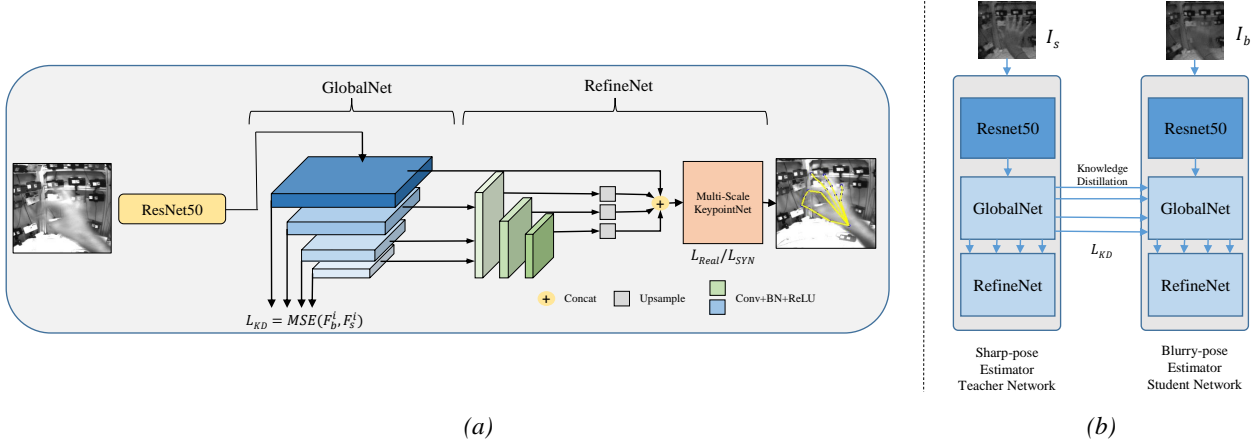 GlobalNet
RefineNet
ResNet50
Multi-Scale
KeypointNet
+
L_Real/L_SYN
+ Concat
Upsample
Conv+BN+ReLU
L_KD = MSE(F_b^i, F_s^i)
(a)
I_s
I_b
Resnet50
Resnet50
Knowledge
Distillation
GlobalNet
GlobalNet
L_KD
RefineNet
RefineNet
Sharp-pose
Estimator
Teacher Network
Blurry-pose
Estimator
Student Network
(b)